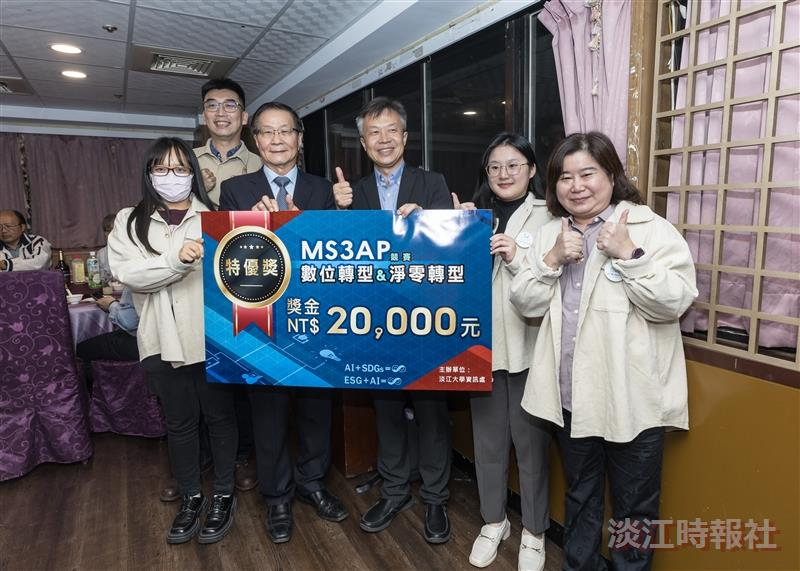 特優獎
MS3AP競賽
數位轉型&淨零轉型
獎金
NT$ 20,000元
AI+SDGs=∞
ESG+AI=∞
主辦單位：
淡江大學資訊處
淡江時報社